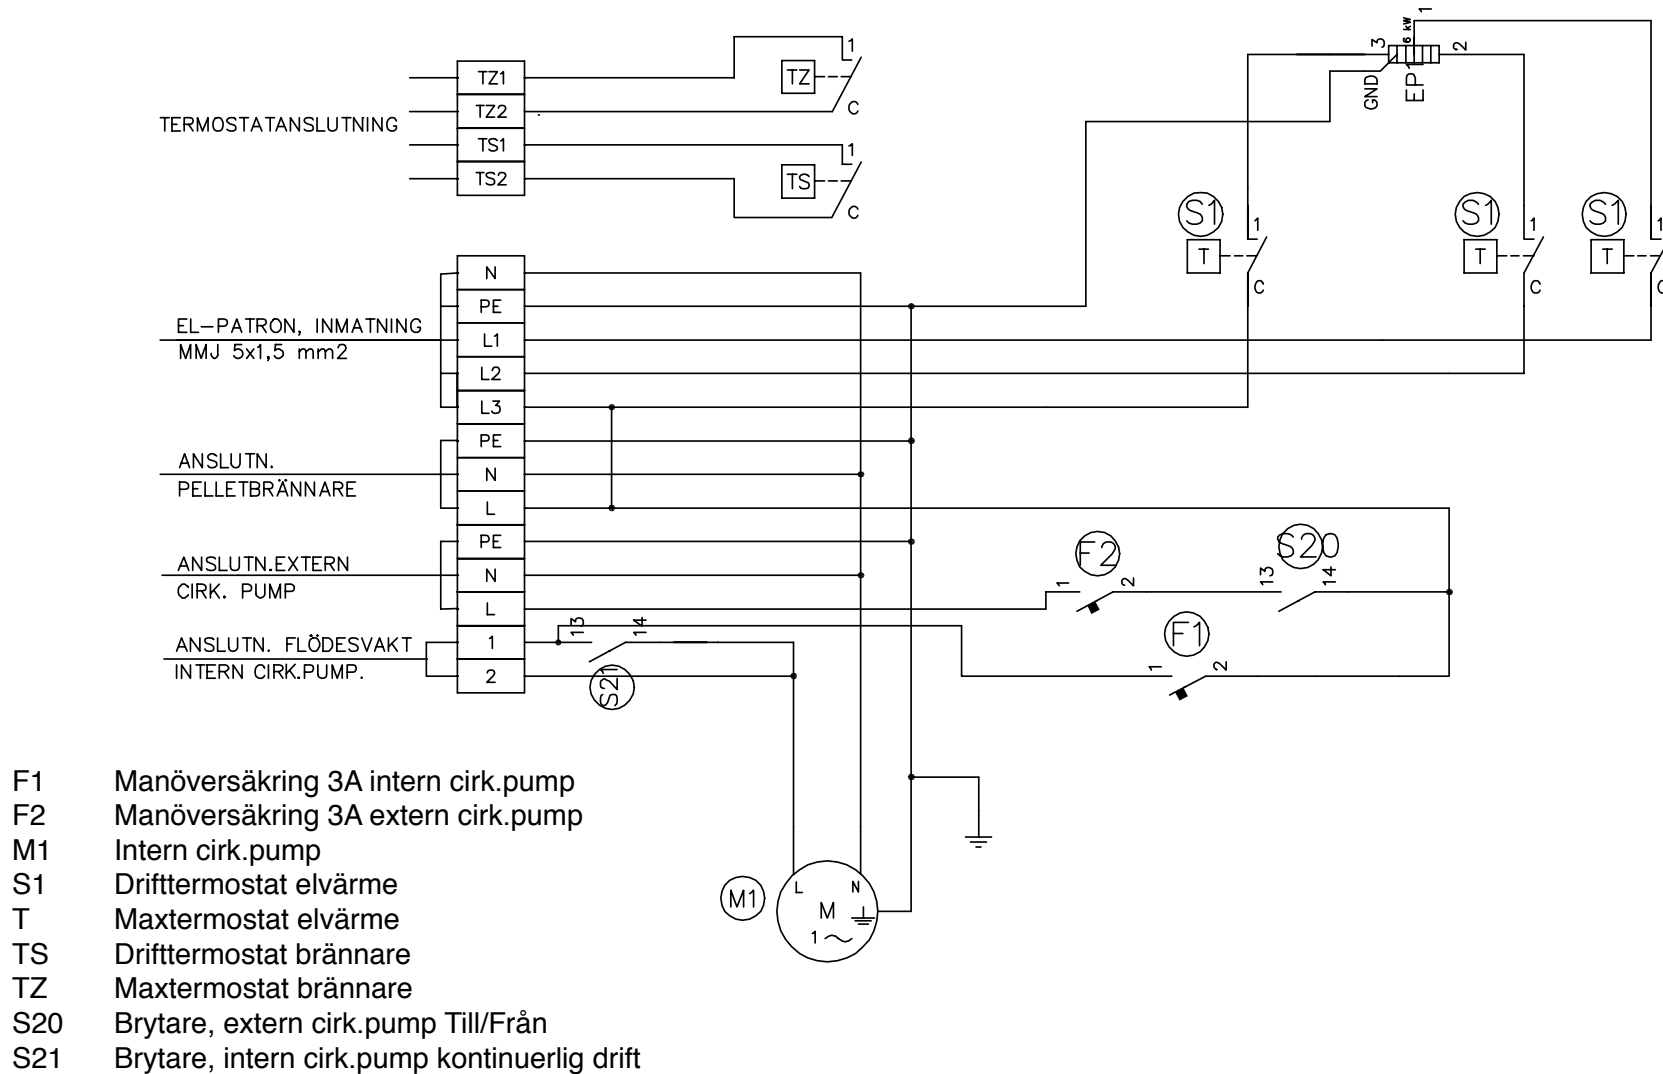 TERMOSTATANSLUTNING
TZ1
TZ2
TS1
TS2
TZ
1
C
TS
1
C
3
6 kW
1
2
GND
EP1
S1
T
1
C
S1
T
1
C
S1
T
1
C
EL-PATRON, INMATNING
MMJ 5x1,5 mm2
N
PE
L1
L2
L3
ANSLUTN.
PELLETBRÄNNARE
PE
N
L
ANSLUTN.EXTERN
CIRK. PUMP
PE
N
L
ANSLUTN. FLÖDESVAKT
INTERN CIRK.PUMP.
1
2
13
14
S21
F2
1
2
S20
13
14
F1
1
2
M1
L
N
M
1~
F1 Manöversäkring 3A intern cirk.pump
F2 Manöversäkring 3A extern cirk.pump
M1 Intern cirk.pump
S1 Drifttermostat elvärme
T Maxtermostat elvärme
TS Drifttermostat brännare
TZ Maxtermostat brännare
S20 Brytare, extern cirk.pump Till/Från
S21 Brytare, intern cirk.pump kontinuerlig drift